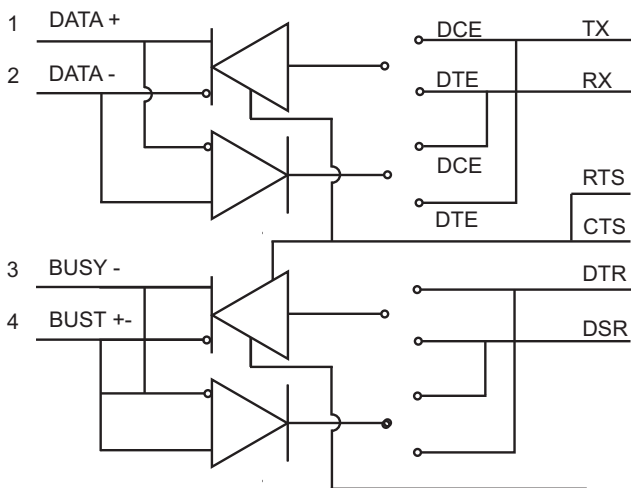 1 DATA + DCE TX
2 DATA - DTE RX
DCE
RTS
DTE
CTS
3 BUSY - DTR
4 BUST +- DSR